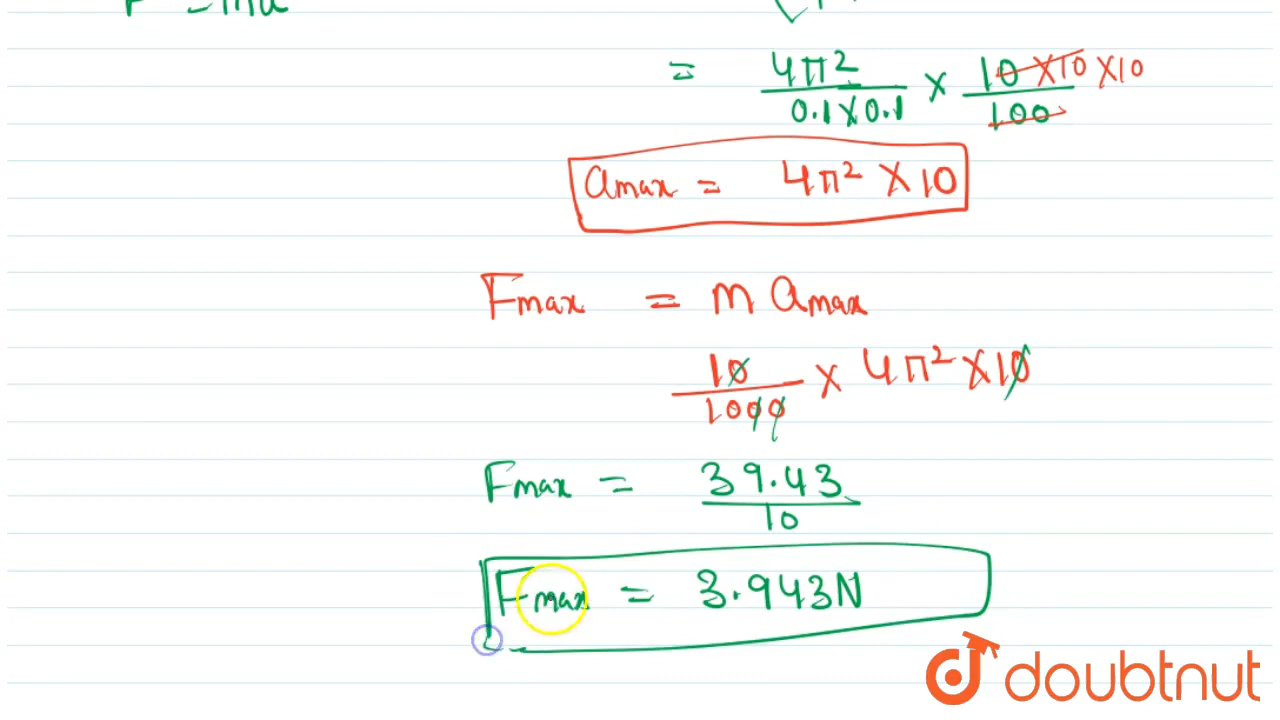 F = ma
= 4π² / 0.1×0.1 × 10×10×10 / 100
amax = 4π² × 10
Fmax = m amax
10 / 1000 × 4π² × 10
Fmax = 39.43 / 10
Fmax = 3.943N
doubtnut